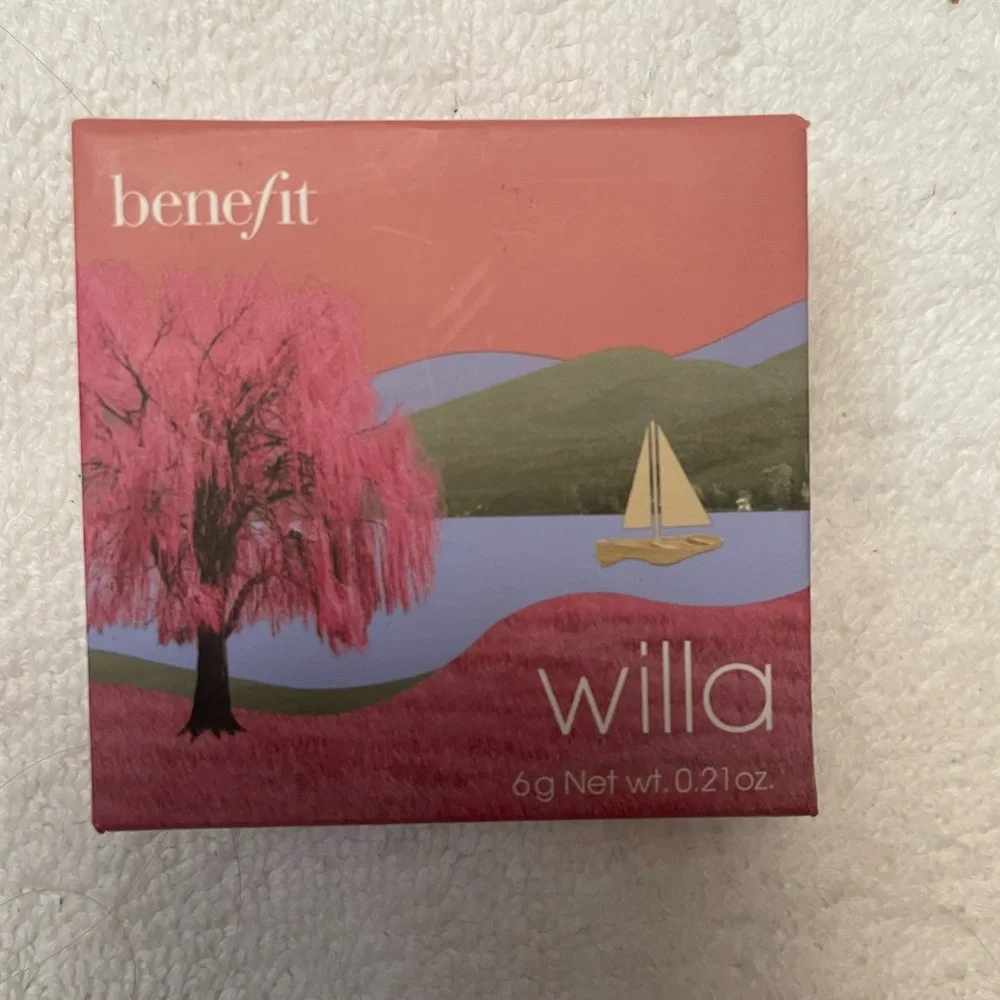 benefit
willa
6g Net wt. 0.21oz.